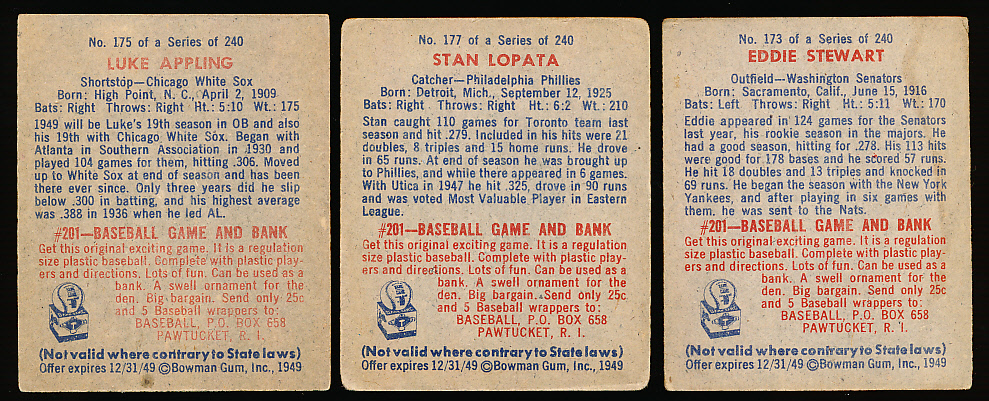 No. 175 of a Series of 240
LUKE APPLING
Shortstop—Chicago White Sox
Born: High Point, N. C., April 2, 1909
Bats: Right Throws: Right Ht.: 5:10 Wt.: 175
1949 will be Luke's 19th season in OB and also
his 19th with Chicago White Sox. Began with
Atlanta in Southern Association in 1930 and
played 104 games for them, hitting .306. Moved
up to White Sox at end of season and has been
there ever since. Only three years did he slip
below .300 in batting, and his highest average
was .388 in 1936 when he led AL.
#201—BASEBALL GAME AND BANK
Get this original exciting game. It is a regulation
size plastic baseball. Complete with plastic play-
ers and directions. Lots of fun. Can be used as a
bank. A swell ornament for the
den. Big bargain. Send only 25c
and 5 Baseball wrappers to:
BASEBALL, P.O. BOX 658
PAWTUCKET, R. I.
(Not valid where contrary to State laws)
Offer expires 12/31/49 ©Bowman Gum, Inc., 1949
No. 177 of a Series of 240
STAN LOPATA
Catcher—Philadelphia Phillies
Born: Detroit, Mich., September 12, 1925
Bats: Right Throws: Right Ht.: 6:2 Wt.: 210
Stan caught 110 games for Toronto team last
season and hit .279. Included in his hits were 21
doubles, 8 triples and 15 home runs. He drove
in 65 runs. At end of season he was brought up
to Phillies, and while there appeared in 6 games.
With Utica in 1947 he hit .325, drove in 90 runs
and was voted Most Valuable Player in Eastern
League.
#201—BASEBALL GAME AND BANK
Get this original exciting game. It is a regulation
size plastic baseball. Complete with plastic play-
ers and directions. Lots of fun. Can be used as a
bank. A swell ornament for the
den. Big bargain. Send only 25c
and 5 Baseball wrappers to:
BASEBALL, P.O. BOX 658
PAWTUCKET, R. I.
(Not valid where contrary to State laws)
Offer expires 12/31/49 ©Bowman Gum, Inc., 1949
No. 173 of a Series of 240
EDDIE STEWART
Outfield—Washington Senators
Born: Sacramento, Calif., June 15, 1916
Bats: Left Throws: Right Ht.: 5:11 Wt.: 170
Eddie appeared in 124 games for the Senators
last year, his rookie season in the majors. He
had a good season, hitting for .278. His 113 hits
were good for 178 bases and he scored 57 runs.
He hit 18 doubles and 13 triples and knocked in
69 runs. He began the season with the New York
Yankees, and after playing in six games with
them, he was sent to the Nats.
#201—BASEBALL GAME AND BANK
Get this original exciting game. It is a regulation
size plastic baseball. Complete with plastic play-
ers and directions. Lots of fun. Can be used as a
bank. A swell ornament for the
den. Big bargain. Send only 25c
and 5 Baseball wrappers to:
BASEBALL, P.O. BOX 658
PAWTUCKET, R. I.
(Not valid where contrary to State laws)
Offer expires 12/31/49 ©Bowman Gum, Inc., 1949